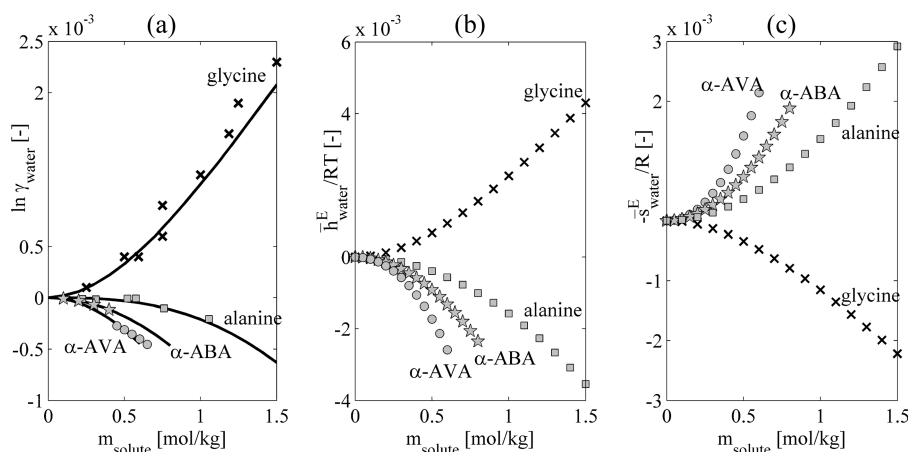 x 10⁻³
(a)
2
0.5
0
-0.5
-1
0
0.5
1
1.5
ln γwater [-]
msolute [mol/kg]
glycine
alanine
α-AVA
α-ABA
x 10⁻³
(b)
6
4
2
0
-2
-4
0
0.5
1
1.5
h̅ᴱwater/RT [-]
msolute [mol/kg]
glycine
alanine
α-AVA
α-ABA
x 10⁻³
(c)
3
2
-1
-2
-3
0
0.5
1
1.5
-s̅ᴱwater/R [-]
msolute [mol/kg]
α-AVA
α-ABA
alanine
glycine